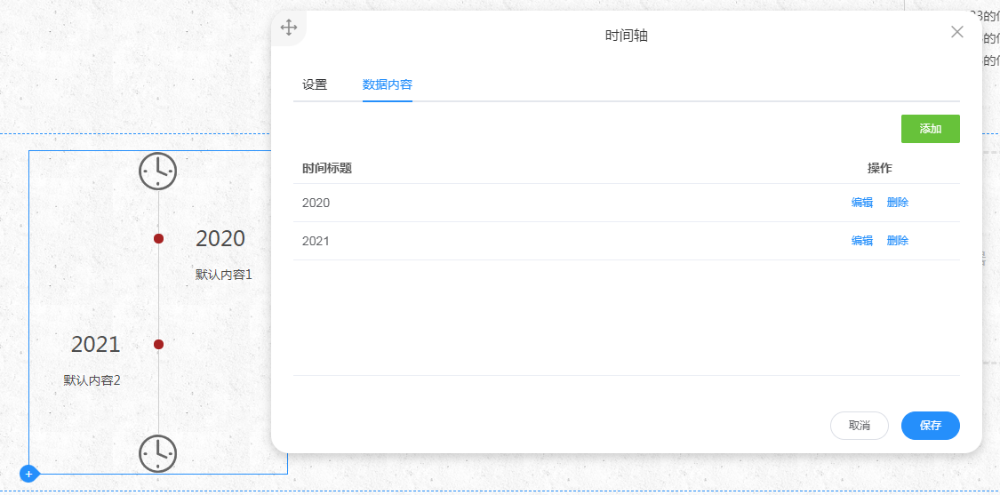 时间轴
设置
数据内容
添加
时间标题
操作
2020
编辑
删除
2021
编辑
删除
取消
保存
2020
默认内容1
2021
默认内容2